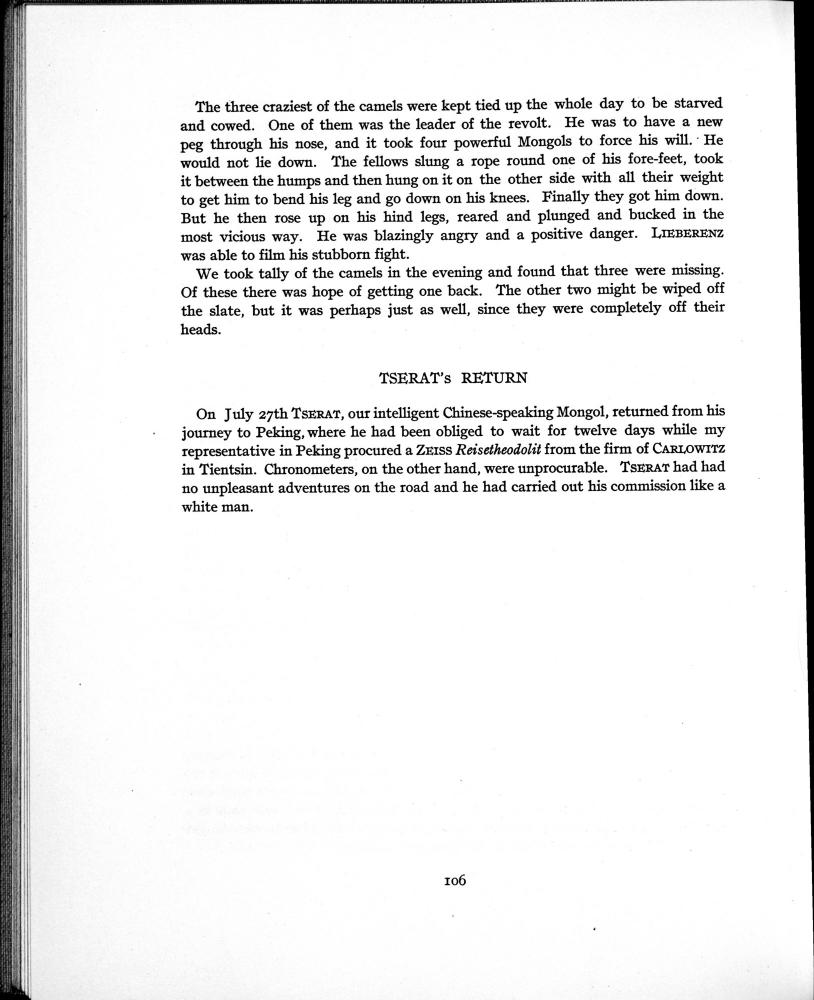 The three craziest of the camels were kept tied up the whole day to be starved
and cowed. One of them was the leader of the revolt. He was to have a new
peg through his nose, and it took four powerful Mongols to force his will. He
would not lie down. The fellows slung a rope round one of his fore-feet, took
it between the humps and then hung on it on the other side with all their weight
to get him to bend his leg and go down on his knees. Finally they got him down.
But he then rose up on his hind legs, reared and plunged and bucked in the
most vicious way. He was blazingly angry and a positive danger. LIEBERENZ
was able to film his stubborn fight.
We took tally of the camels in the evening and found that three were missing.
Of these there was hope of getting one back. The other two might be wiped off
the slate, but it was perhaps just as well, since they were completely off their
heads.
TSERAT's RETURN
On July 27th TSERAT, our intelligent Chinese-speaking Mongol, returned from his
journey to Peking, where he had been obliged to wait for twelve days while my
representative in Peking procured a ZEISS Reisetheodolit from the firm of CARLOWITZ
in Tientsin. Chronometers, on the other hand, were unprocurable. TSERAT had had
no unpleasant adventures on the road and he had carried out his commission like a
white man.
106